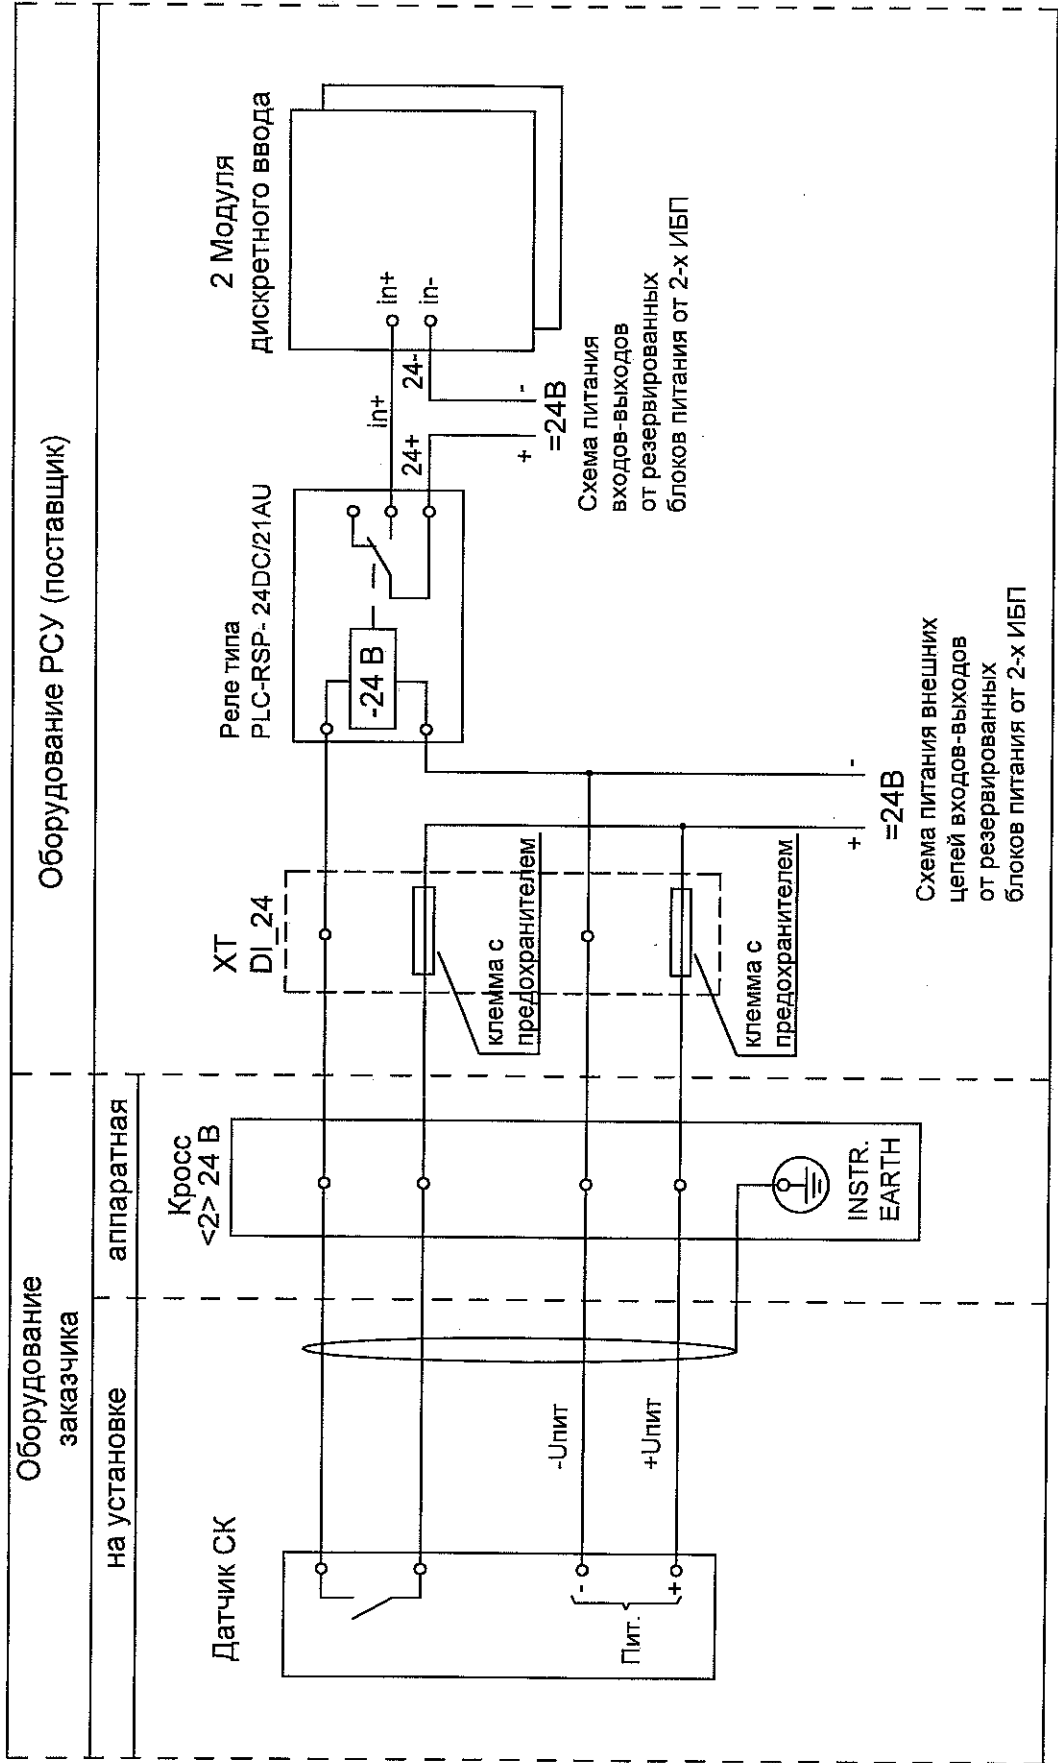 Оборудование
заказчика
Оборудование РСУ (поставщик)
на установке
аппаратная
Датчик СК
Пит.
-
+
-Uпит
+Uпит
Кросс
<2> 24 В
INSTR.
EARTH
XT
DI_24
клемма с
предохранителем
клемма с
предохранителем
Реле типа
PLC-RSP- 24DC/21AU
-24 В
+
-
=24В
Схема питания внешних
цепей входов-выходов
от резервированных
блоков питания от 2-х ИБП
in+
24+
24-
+
-
=24В
Схема питания
входов-выходов
от резервированных
блоков питания от 2-х ИБП
2 Модуля
дискретного ввода
in+
in-